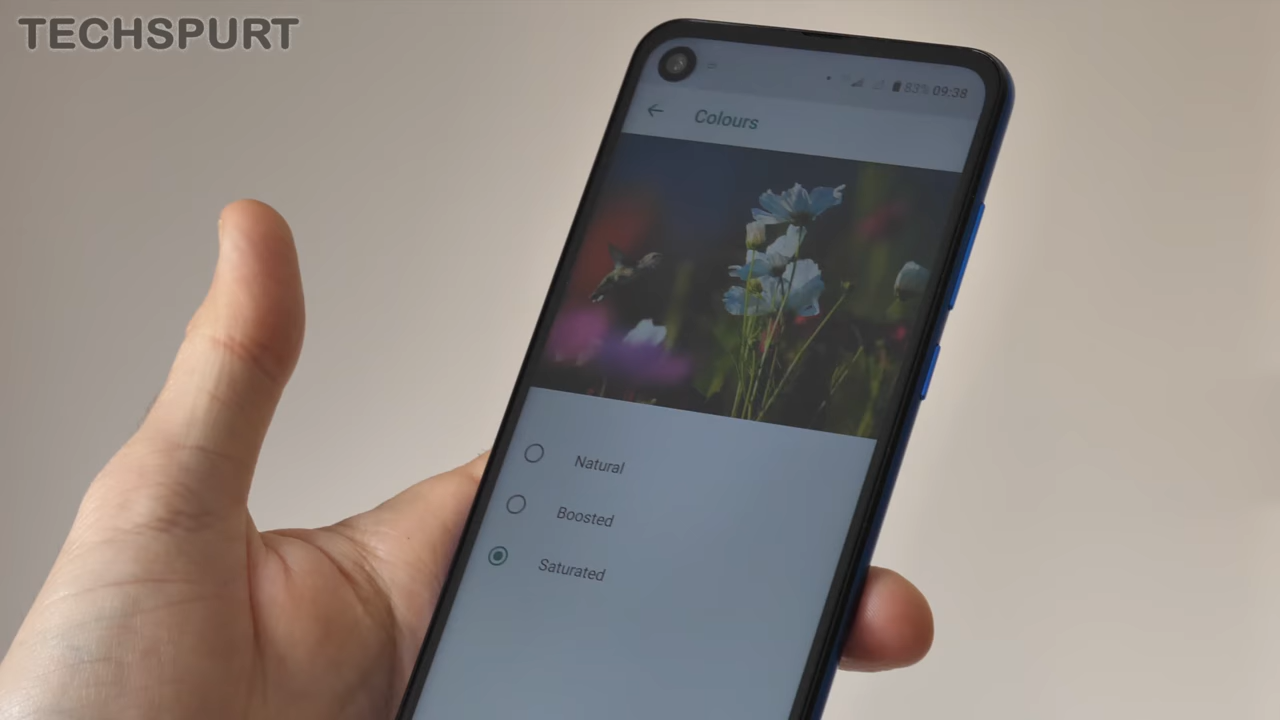 TECHSPURT
83% 09:38
Colours
Natural
Boosted
Saturated